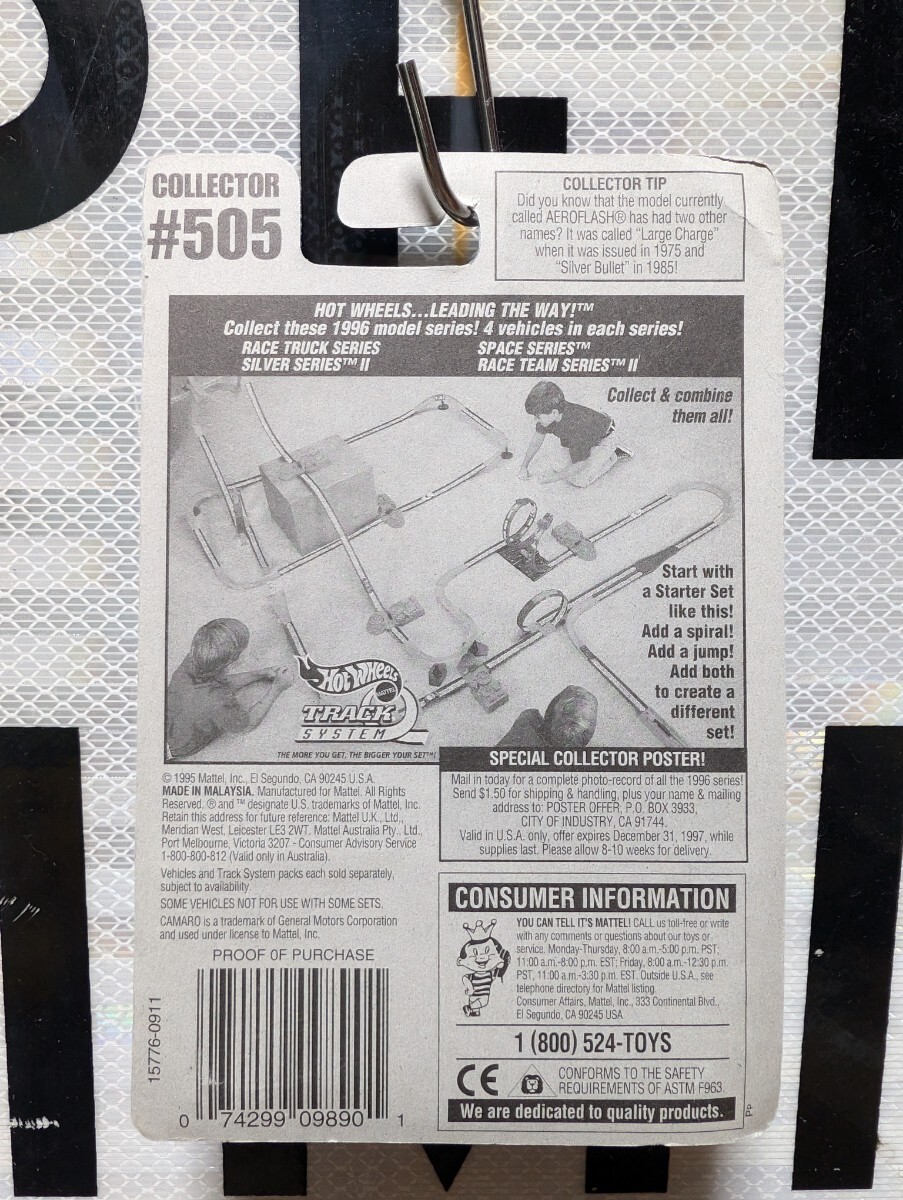 COLLECTOR
#505
COLLECTOR TIP
Did you know that the model currently
called AEROFLASH® has had two other
names? It was called "Large Charge"
when it was issued in 1975 and
"Silver Bullet" in 1985!
HOT WHEELS...LEADING THE WAY!™
Collect these 1996 model series! 4 vehicles in each series!
RACE TRUCK SERIES
SILVER SERIES™ II
SPACE SERIES™
RACE TEAM SERIES™ II
Collect & combine
them all!
Start with
a Starter Set
like this!
Add a spiral!
Add a jump!
Add both
to create a
different
set!
Hot Wheels
MATTEL
TRACK
SYSTEM
THE MORE YOU GET, THE BIGGER YOUR SET™!
SPECIAL COLLECTOR POSTER!
Mail in today for a complete photo-record of all the 1996 series!
Send $1.50 for shipping & handling, plus your name & mailing
address to: POSTER OFFER, P.O. BOX 3933,
CITY OF INDUSTRY, CA 91744.
Valid in U.S.A. only, offer expires December 31, 1997, while
supplies last. Please allow 8-10 weeks for delivery.
© 1995 Mattel, Inc., El Segundo, CA 90245 U.S.A.
MADE IN MALAYSIA. Manufactured for Mattel. All Rights
Reserved. ® and ™ designate U.S. trademarks of Mattel, Inc.
Retain this address for future reference: Mattel U.K., Ltd.,
Meridian West, Leicester LE3 2WT. Mattel Australia Pty., Ltd.,
Port Melbourne, Victoria 3207 - Consumer Advisory Service
1-800-800-812 (Valid only in Australia).
Vehicles and Track System packs each sold separately,
subject to availability.
SOME VEHICLES NOT FOR USE WITH SOME SETS.
CAMARO is a trademark of General Motors Corporation
and used under license to Mattel, Inc.
PROOF OF PURCHASE
15776-0911
0 74299 09890 1
CONSUMER INFORMATION
YOU CAN TELL IT'S MATTEL! CALL us toll-free or write
with any comments or questions about our toys or
service. Monday-Thursday, 8:00 a.m.-5:00 p.m. PST;
11:00 a.m.-8:00 p.m. EST; Friday, 8:00 a.m.-12:30 p.m.
PST, 11:00 a.m.-3:30 p.m. EST. Outside U.S.A., see
telephone directory for Mattel listing.
Consumer Affairs, Mattel, Inc., 333 Continental Blvd.,
El Segundo, CA 90245 USA
1 (800) 524-TOYS
CE
CONFORMS TO THE SAFETY
REQUIREMENTS OF ASTM F963.
We are dedicated to quality products.
PP